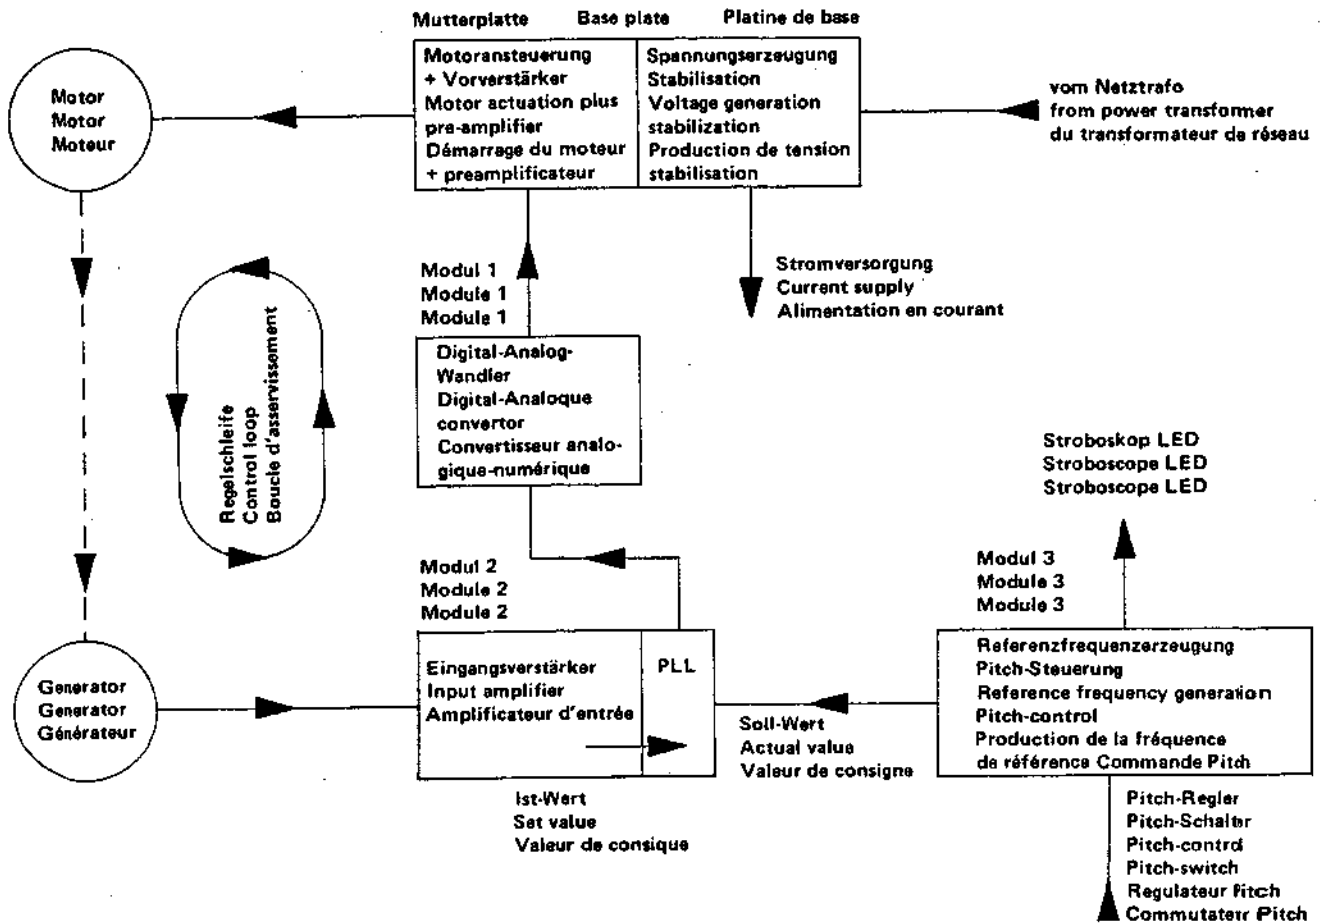 Mutterplatte Base plate Platine de base
Motoransteuerung
+ Vorverstärker
Motor actuation plus
pre-amplifier
Démarrage du moteur
+ preamplificateur
Spannungserzeugung
Stabilisation
Voltage generation
stabilization
Production de tension
stabilisation
vom Netztrafo
from power transformer
du transformateur de réseau
Motor
Motor
Moteur
Stromversorgung
Current supply
Alimentation en courant
Modul 1
Module 1
Module 1
Digital-Analog-
Wandler
Digital-Analoque
convertor
Convertisseur analo-
gique-numérique
Regelschleife
Control loop
Boucle d'asservissement
Stroboskop LED
Stroboscope LED
Stroboscope LED
Modul 2
Module 2
Module 2
Modul 3
Module 3
Module 3
Generator
Generator
Générateur
Eingangsverstärker
Input amplifier
Amplificateur d'entrée
PLL
Soll-Wert
Actual value
Valeur de consigne
Referenzfrequenzerzeugung
Pitch-Steuerung
Reference frequency generation
Pitch-control
Production de la fréquence
de référence Commande Pitch
Ist-Wert
Set value
Valeur de consique
Pitch-Regler
Pitch-Schalter
Pitch-control
Pitch-switch
Regulateur Pitch
Commutateur Pitch